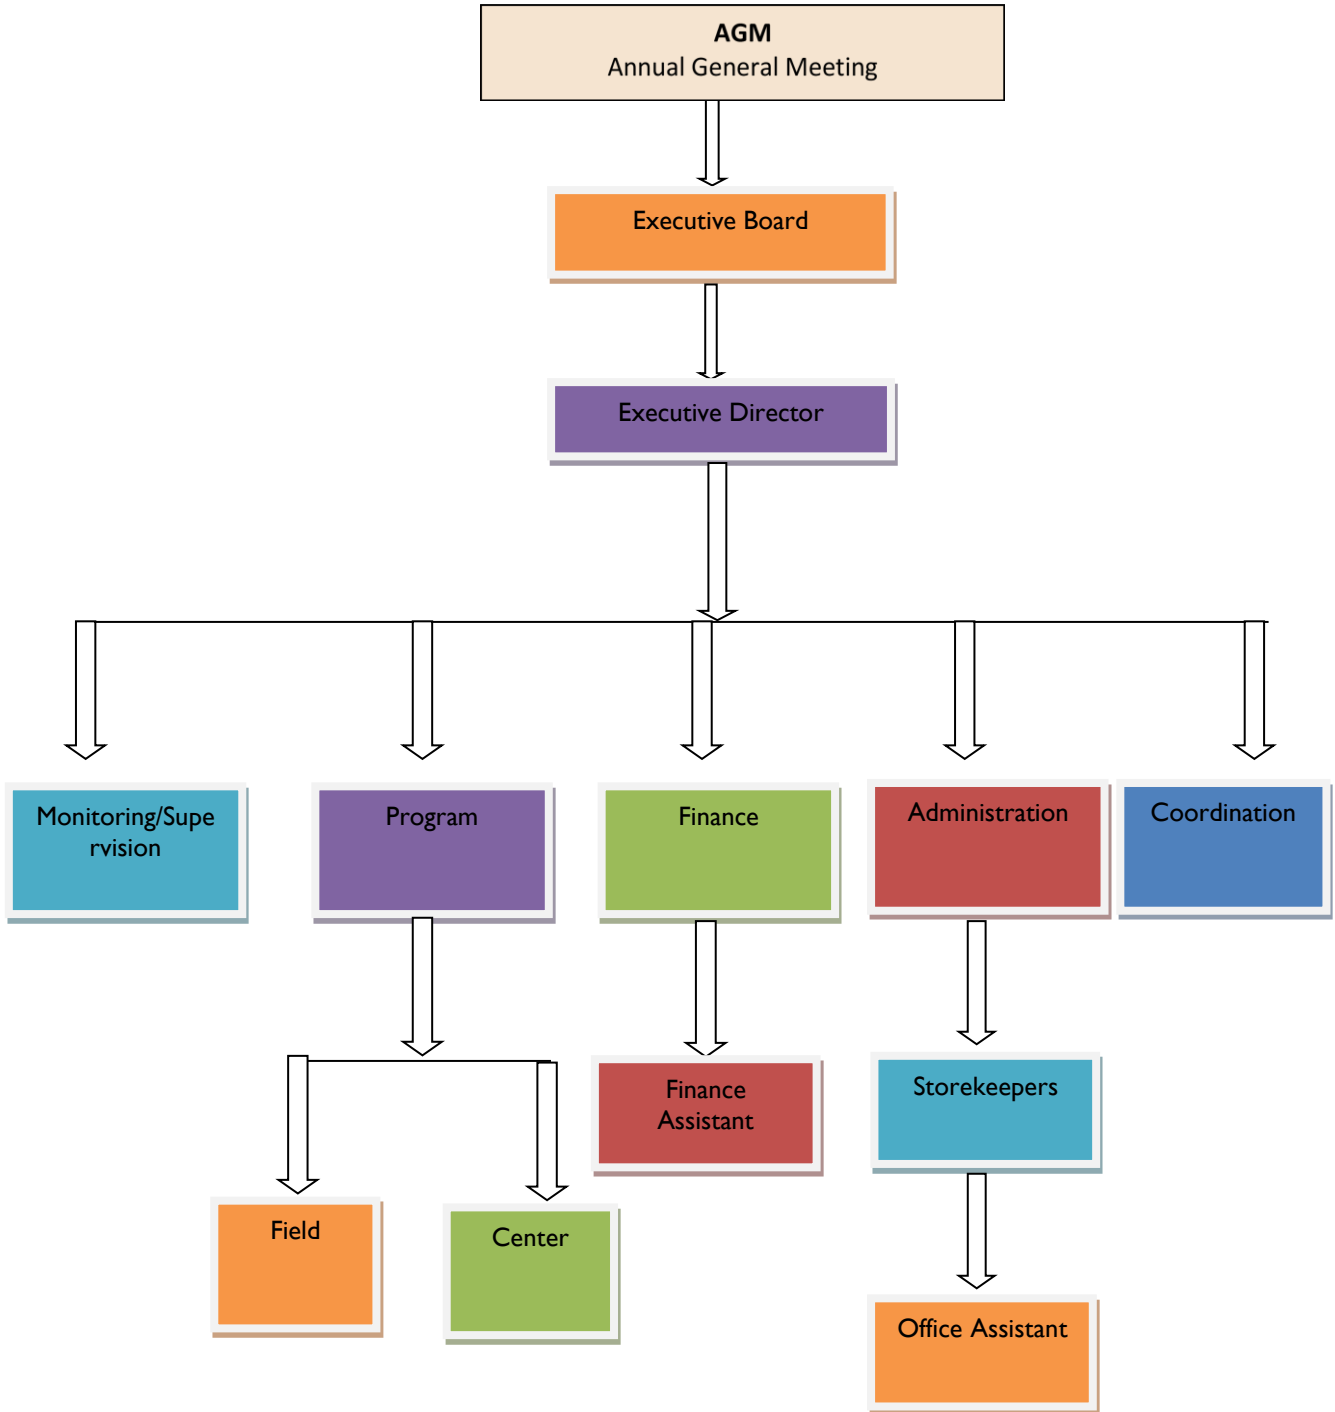 AGM
Annual General Meeting
Executive Board
Executive Director
Monitoring/Supe
rvision
Program
Finance
Administration
Coordination
Finance
Assistant
Storekeepers
Field
Center
Office Assistant